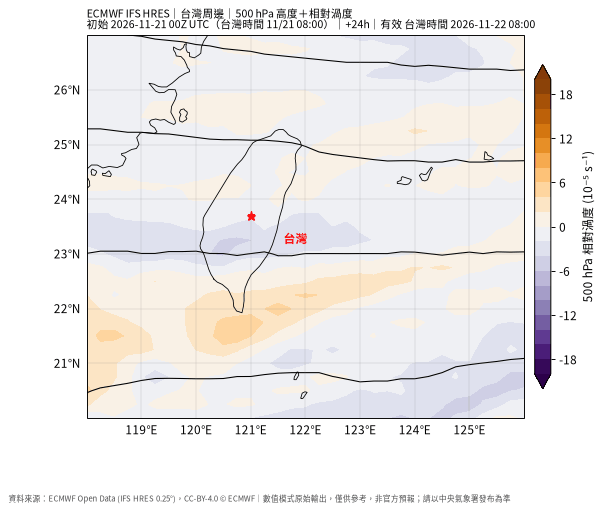 ECMWF IFS HRES｜台灣周邊｜500 hPa 高度＋相對渦度
初始 2026-11-21 00Z UTC（台灣時間 11/21 08:00）｜+24h｜有效 台灣時間 2026-11-22 08:00
26°N
25°N
24°N
23°N
22°N
21°N
台灣
119°E 120°E 121°E 122°E 123°E 124°E 125°E
18
12
6
0
-6
-12
-18
500 hPa 相對渦度 (10⁻⁵ s⁻¹)
資料來源：ECMWF Open Data (IFS HRES 0.25°)・CC-BY-4.0 © ECMWF｜數值模式原始輸出，僅供參考，非官方預報；請以中央氣象署發布為準